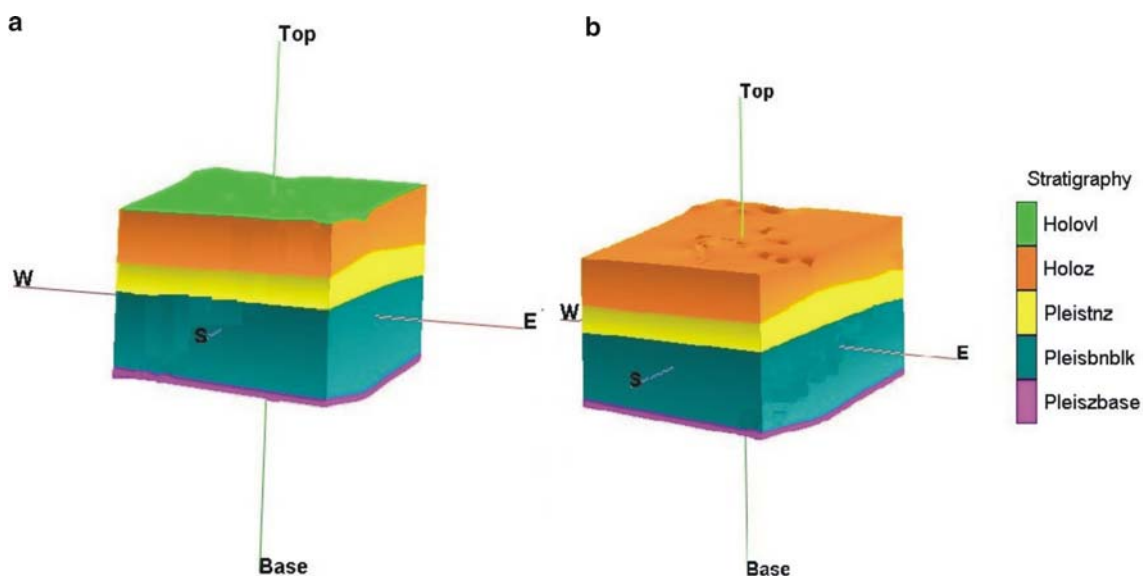 a
Top
W
S
E
Base
b
Top
W
S
E
Base
Stratigraphy
Holovl
Holoz
Pleistnz
Pleisbnblk
Pleiszbase